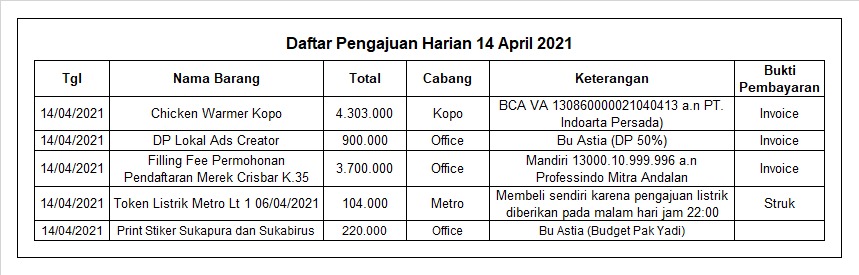 Daftar Pengajuan Harian 14 April 2021
Tgl Nama Barang Total Cabang Keterangan Bukti Pembayaran
14/04/2021 Chicken Warmer Kopo 4.303.000 Kopo BCA VA 130860000021040413 a.n PT. Indoarta Persada) Invoice
14/04/2021 DP Lokal Ads Creator 900.000 Office Bu Astia (DP 50%) Invoice
14/04/2021 Filling Fee Permohonan Pendaftaran Merek Crisbar K.35 3.700.000 Office Mandiri 13000.10.999.996 a.n Professindo Mitra Andalan Invoice
14/04/2021 Token Listrik Metro Lt 1 06/04/2021 104.000 Metro Membeli sendiri karena pengajuan listrik diberikan pada malam hari jam 22:00 Struk
14/04/2021 Print Stiker Sukapura dan Sukabirus 220.000 Office Bu Astia (Budget Pak Yadi)